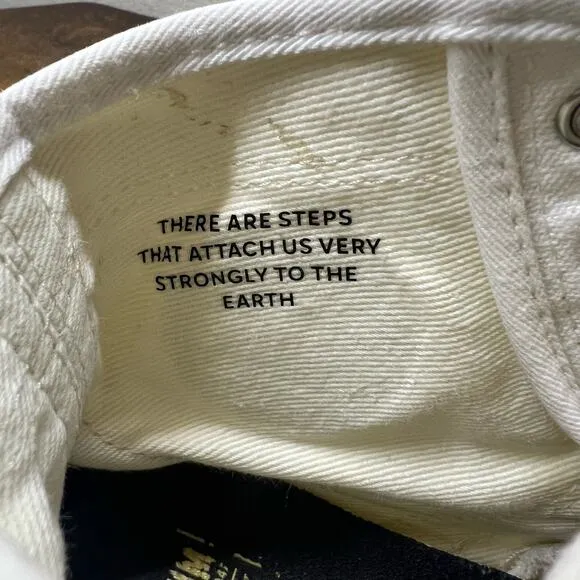 THERE ARE STEPS
THAT ATTACH US VERY
STRONGLY TO THE
EARTH